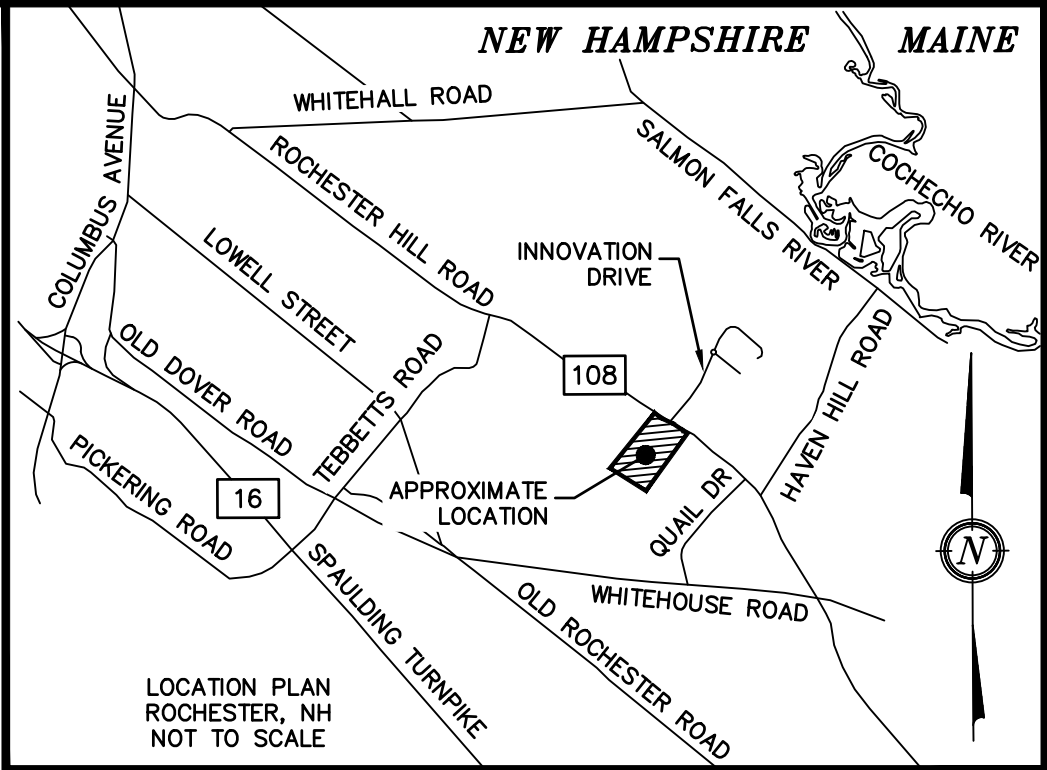 NEW HAMPSHIRE
MAINE
WHITEHALL ROAD
COLUMBUS AVENUE
ROCHESTER HILL ROAD
SALMON FALLS RIVER
COCHECHO RIVER
LOWELL STREET
INNOVATION
DRIVE
OLD DOVER ROAD
TEBBETTS ROAD
108
HAVEN HILL ROAD
PICKERING ROAD
16
APPROXIMATE
LOCATION
QUAIL DR
N
SPAULDING TURNPIKE
OLD ROCHESTER ROAD
WHITEHOUSE ROAD
LOCATION PLAN
ROCHESTER, NH
NOT TO SCALE